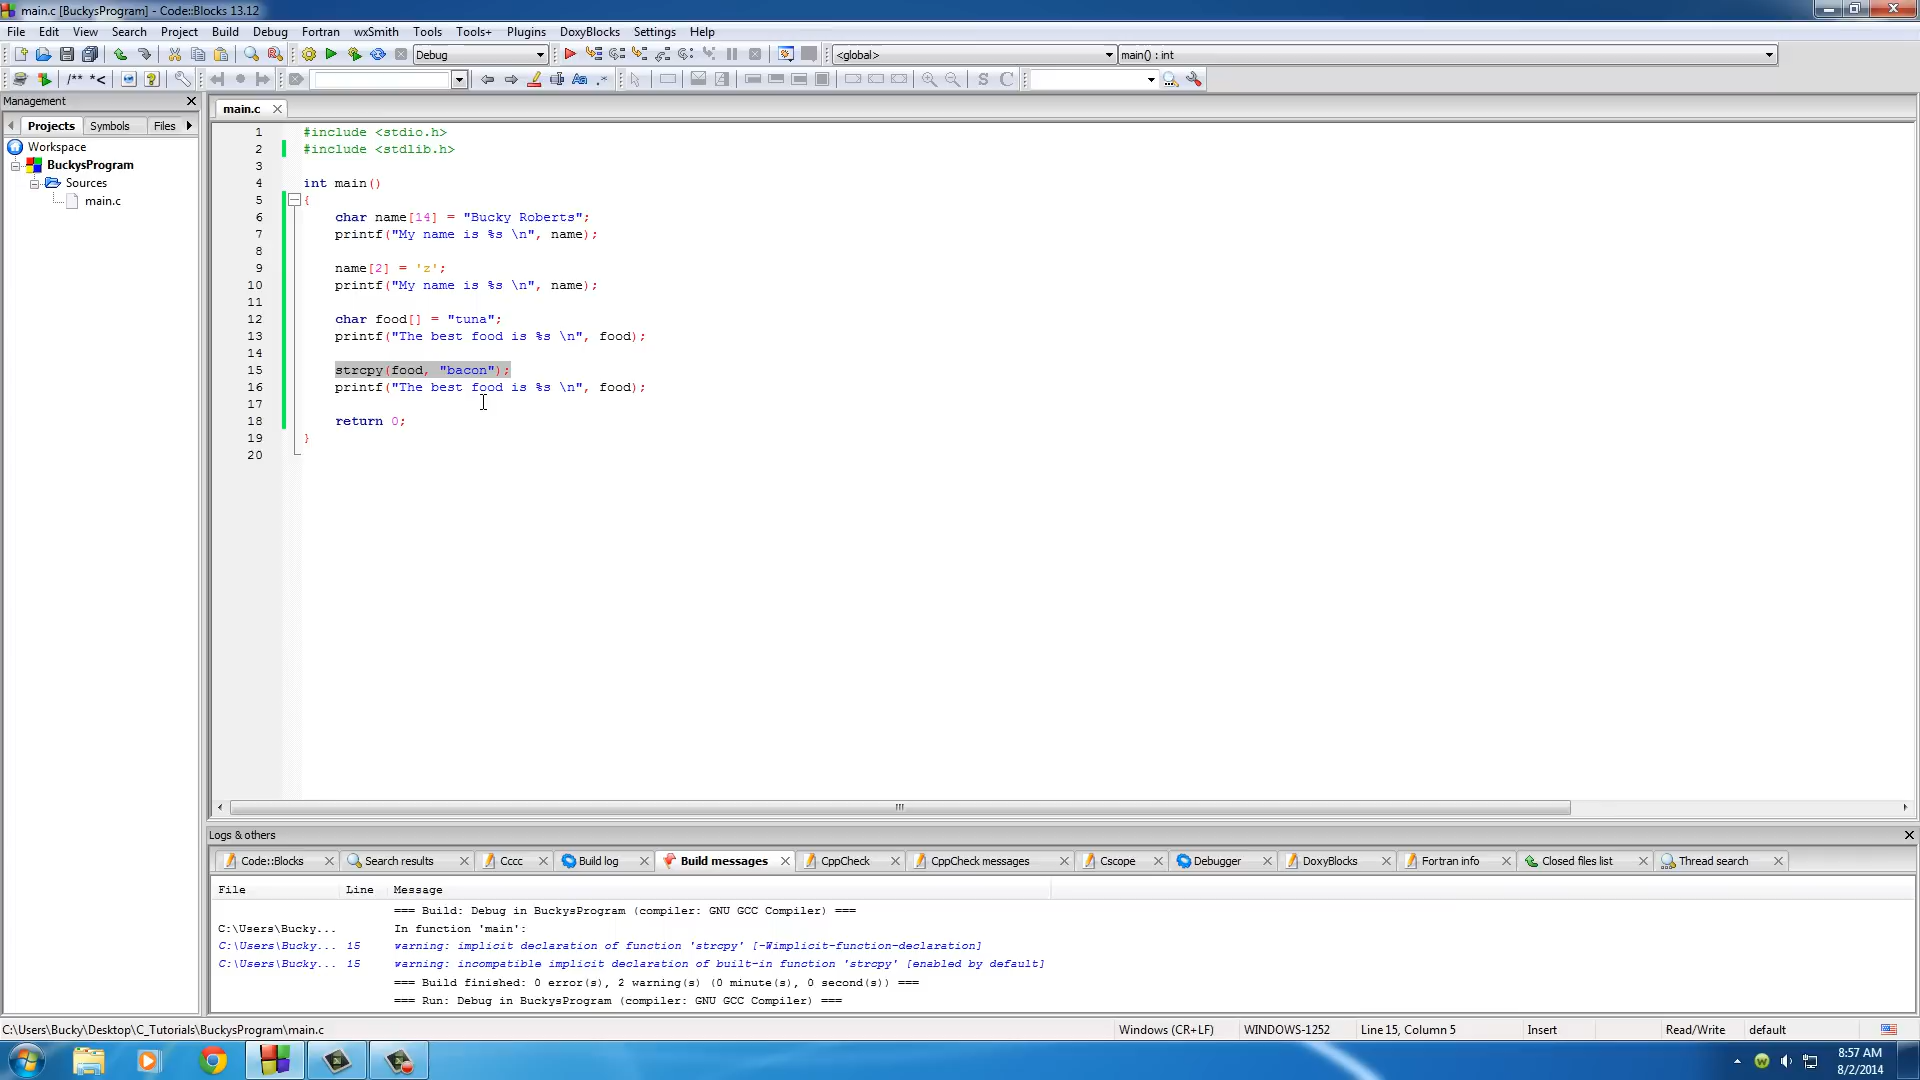 main.c [BuckysProgram] - Code::Blocks 13.12
File Edit View Search Project Build Debug Fortran wxSmith Tools Tools+ Plugins DoxyBlocks Settings Help
Debug <global> main() : int
/** *<
Management
main.c
Projects Symbols Files
Workspace
BuckysProgram
Sources
main.c
1 #include <stdio.h>
2 #include <stdlib.h>
3
4 int main()
5 {
6 char name[14] = "Bucky Roberts";
7 printf("My name is %s \n", name);
8
9 name[2] = 'z';
10 printf("My name is %s \n", name);
11
12 char food[] = "tuna";
13 printf("The best food is %s \n", food);
14
15 strcpy(food, "bacon");
16 printf("The best food is %s \n", food);
17
18 return 0;
19 }
20
Logs & others
Code::Blocks Search results Cccc Build log Build messages CppCheck CppCheck messages Cscope Debugger DoxyBlocks Fortran info Closed files list Thread search
File Line Message
=== Build: Debug in BuckysProgram (compiler: GNU GCC Compiler) ===
C:\Users\Bucky... In function 'main':
C:\Users\Bucky... 15 warning: implicit declaration of function 'strcpy' [-Wimplicit-function-declaration]
C:\Users\Bucky... 15 warning: incompatible implicit declaration of built-in function 'strcpy' [enabled by default]
=== Build finished: 0 error(s), 2 warning(s) (0 minute(s), 0 second(s)) ===
=== Run: Debug in BuckysProgram (compiler: GNU GCC Compiler) ===
C:\Users\Bucky\Desktop\C_Tutorials\BuckysProgram\main.c Windows (CR+LF) WINDOWS-1252 Line 15, Column 5 Insert Read/Write default
8:57 AM
8/2/2014